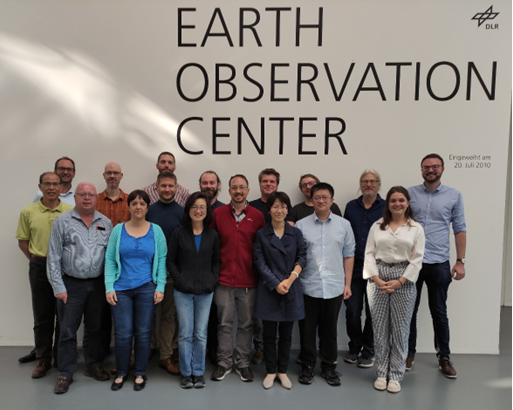 EARTH
OBSERVATION
CENTER
DLR
Eingeweiht am
20. Juli 2010